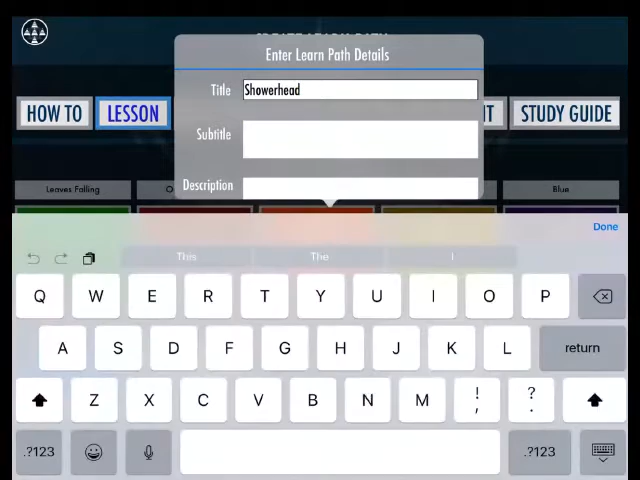 Enter Learn Path Details
Title Showerhead
HOW TO LESSON STUDY GUIDE
Subtitle
Description
Leaves Falling Blue
Done
This The I
Q W E R T Y U I O P
A S D F G H J K L return
Z X C V B N M ! , ? .
.?123 .?123